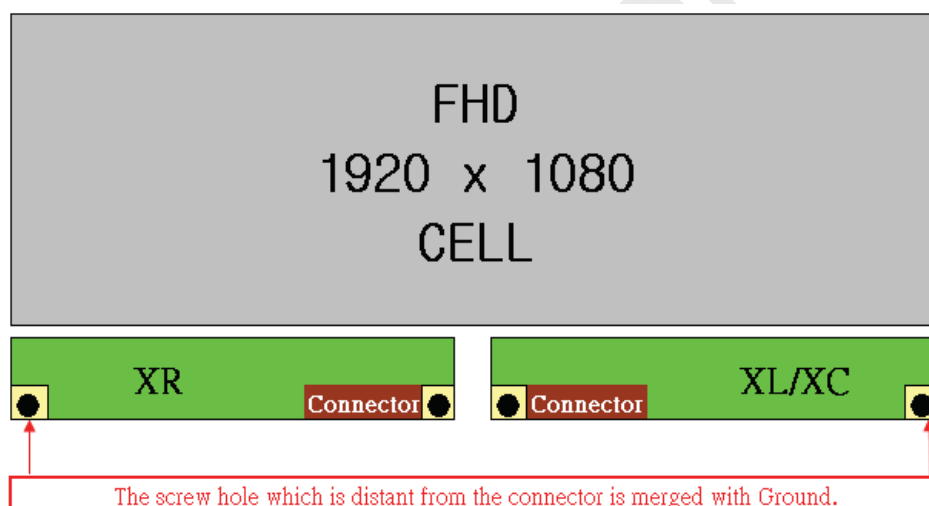 FHD
1920 x 1080
CELL
XR
XL/XC
Connector
Connector
The screw hole which is distant from the connector is merged with Ground.